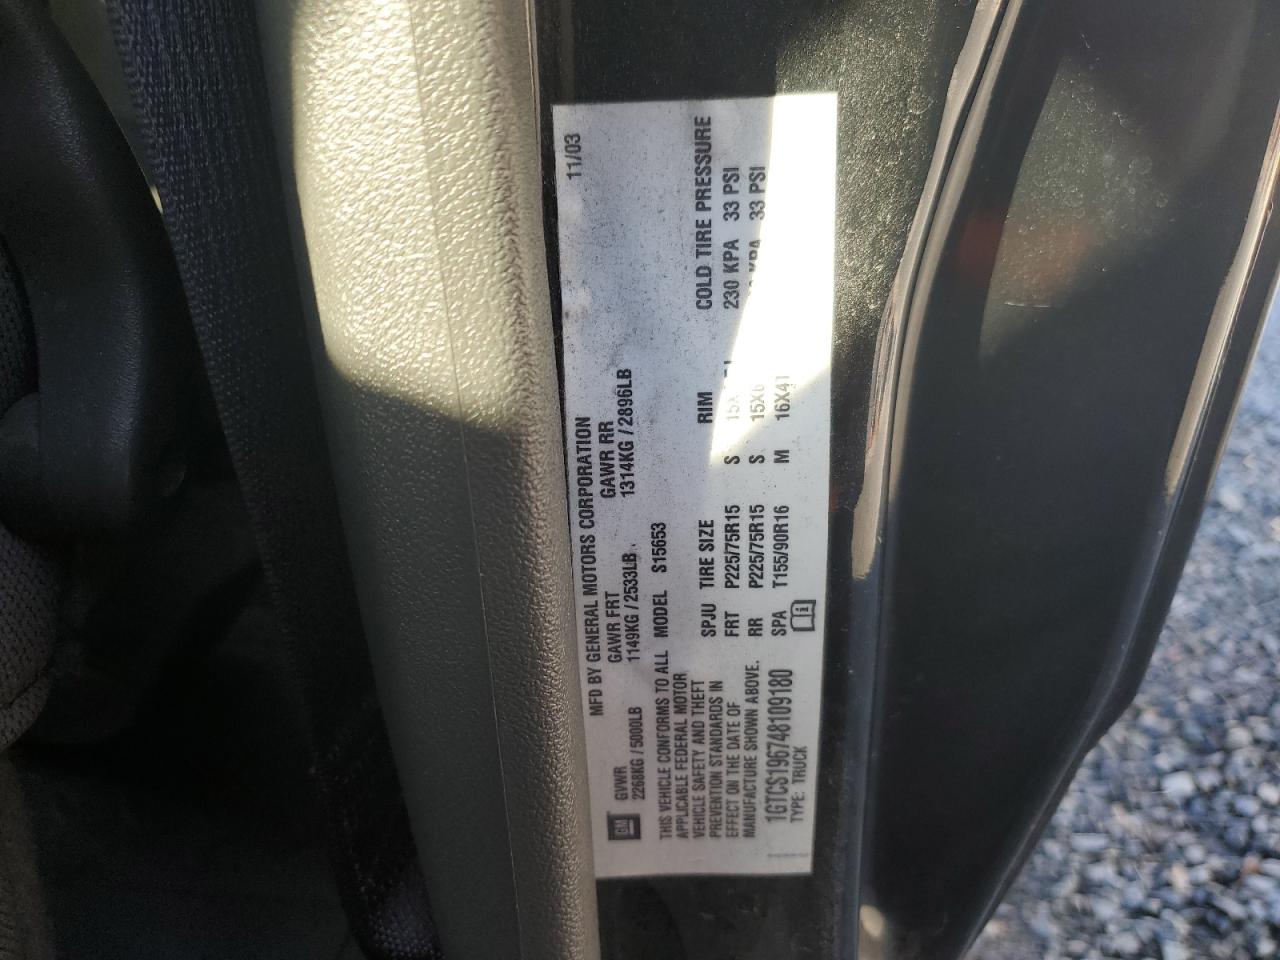 MFD BY GENERAL MOTORS CORPORATION 11/03
GM GVWR GAWR FRT GAWR RR
2268KG / 5000LB 1149KG / 2533LB 1314KG / 2896LB
THIS VEHICLE CONFORMS TO ALL
APPLICABLE FEDERAL MOTOR
VEHICLE SAFETY AND THEFT
PREVENTION STANDARDS IN
EFFECT ON THE DATE OF
MANUFACTURE SHOWN ABOVE.
1GTCS196748109180
TYPE: TRUCK
MODEL S15653
SPJU TIRE SIZE RIM COLD TIRE PRESSURE
FRT P225/75R15 S 230 KPA 33 PSI
RR P225/75R15 S KPA 33 PSI
SPA T155/90R16 M